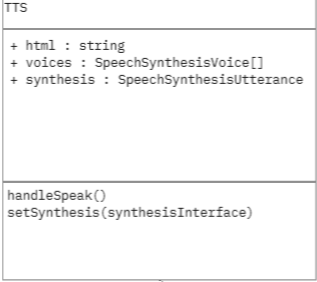 TTS
+ html : string
+ voices : SpeechSynthesisVoice[]
+ synthesis : SpeechSynthesisUtterance
handleSpeak()
setSynthesis(synthesisInterface)